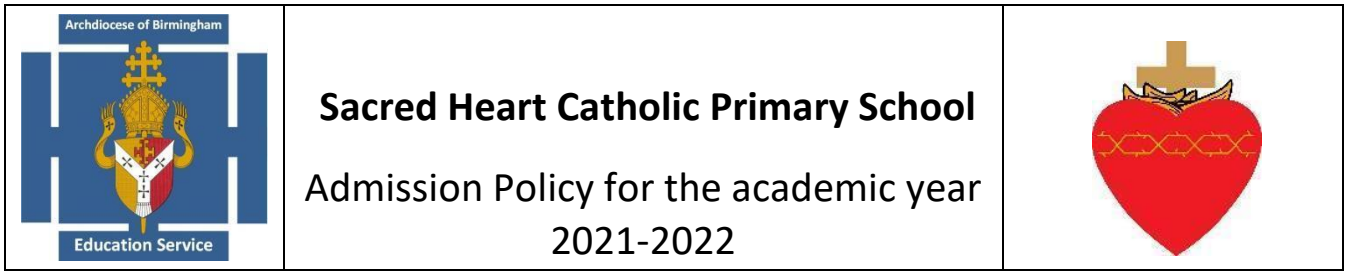 Archdiocese of Birmingham
Education Service
Sacred Heart Catholic Primary School
Admission Policy for the academic year
2021-2022